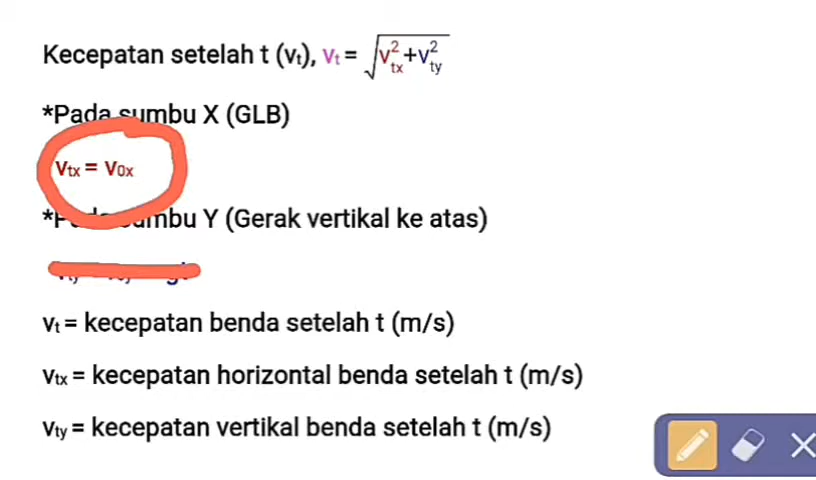 Kecepatan setelah t (vₜ), vₜ = √v²ₜₓ+v²ty
*Pada sumbu X (GLB)
vtx = v0x
sumbu Y (Gerak vertikal ke atas)
vt = kecepatan benda setelah t (m/s)
vtx = kecepatan horizontal benda setelah t (m/s)
vty = kecepatan vertikal benda setelah t (m/s)